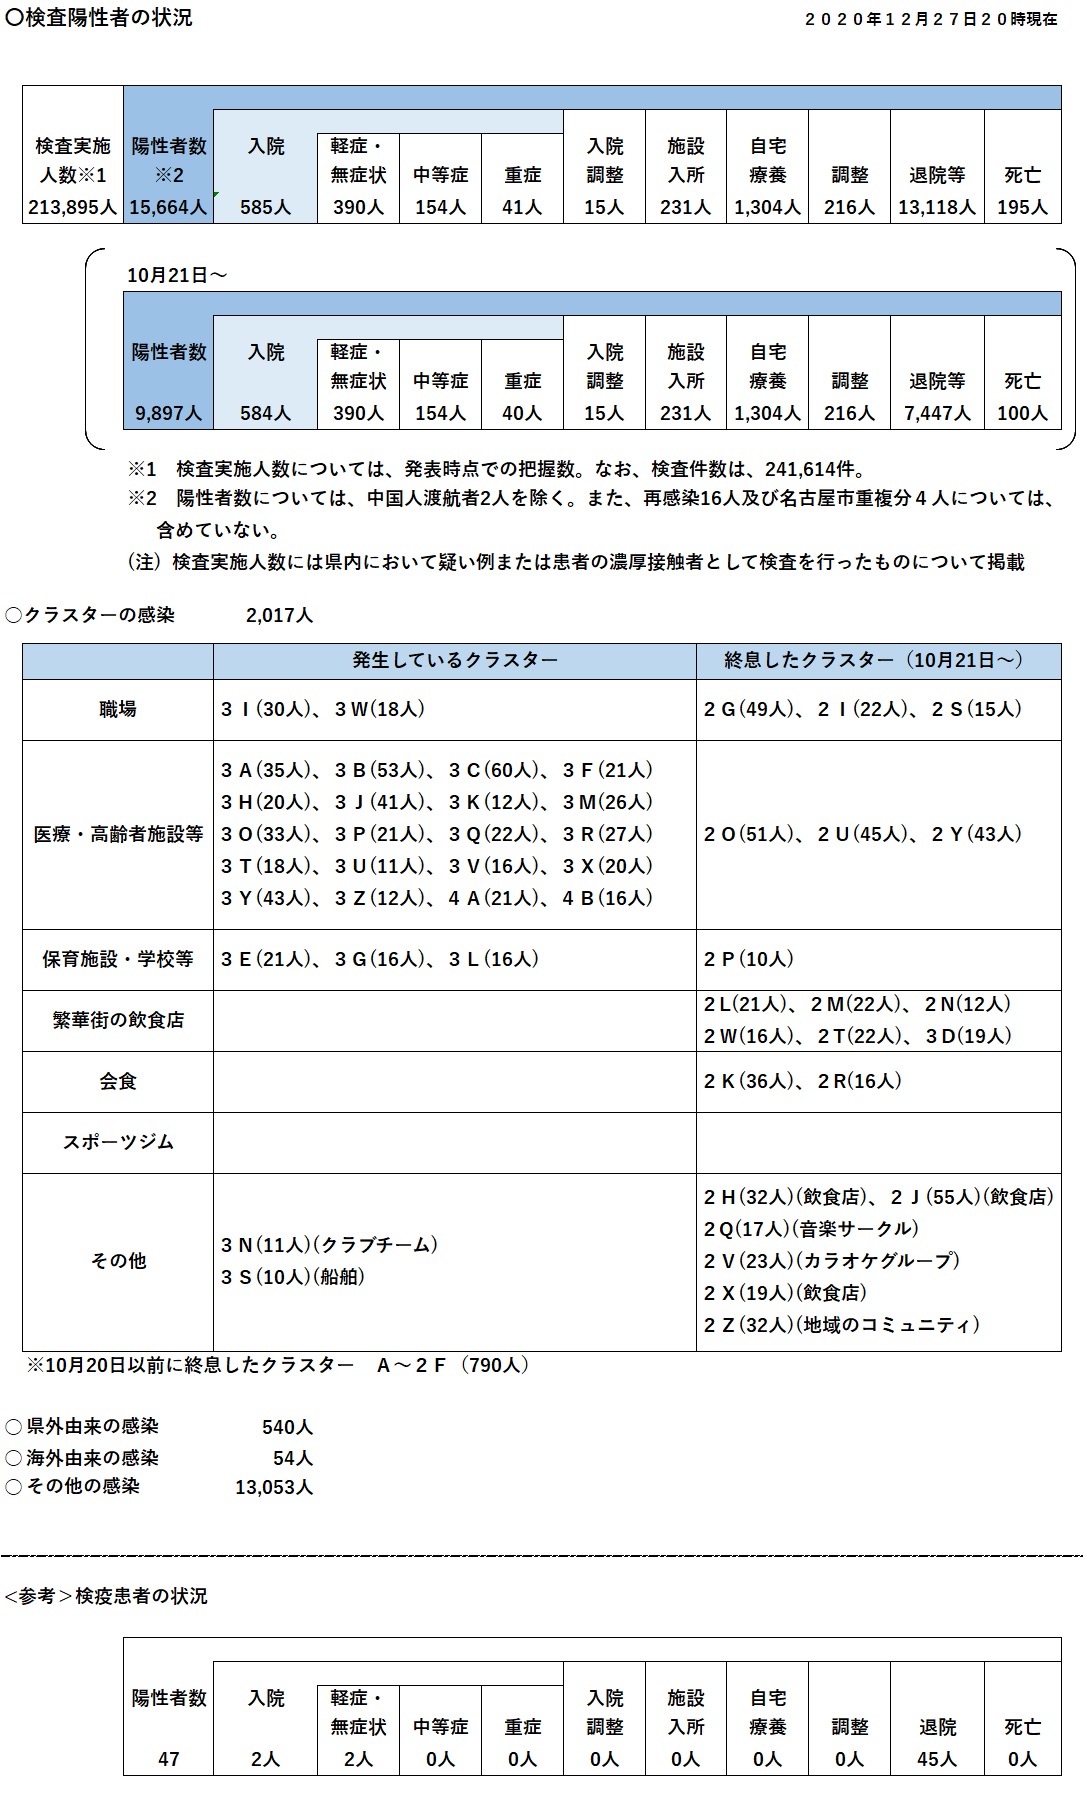 〇検査陽性者の状況
２０２０年１２月２７日２０時現在
検査実施人数※1 陽性者数※2 入院 軽症・無症状 中等症 重症 入院調整 施設入所 自宅療養 調整 退院等 死亡
213,895人 15,664人 585人 390人 154人 41人 15人 231人 1,304人 216人 13,118人 195人
10月21日～
陽性者数 入院 軽症・無症状 中等症 重症 入院調整 施設入所 自宅療養 調整 退院等 死亡
9,897人 584人 390人 154人 40人 15人 231人 1,304人 216人 7,447人 100人
※1　検査実施人数については、発表時点での把握数。なお、検査件数は、241,614件。
※2　陽性者数については、中国人渡航者2人を除く。また、再感染16人及び名古屋市重複分４人については、
含めていない。
（注）検査実施人数には県内において疑い例または患者の濃厚接触者として検査を行ったものについて掲載
○クラスターの感染 2,017人
発生しているクラスター 終息したクラスター（10月21日～）
職場 ３Ｉ(30人)、３Ｗ(18人) ２Ｇ(49人)、２Ｉ(22人)、２Ｓ(15人)
医療・高齢者施設等
３Ａ(35人)、３Ｂ(53人)、３Ｃ(60人)、３Ｆ(21人)
３Ｈ(20人)、３Ｊ(41人)、３Ｋ(12人)、３Ｍ(26人)
３Ｏ(33人)、３Ｐ(21人)、３Ｑ(22人)、３Ｒ(27人)
３Ｔ(18人)、３Ｕ(11人)、３Ｖ(16人)、３Ｘ(20人)
３Ｙ(43人)、３Ｚ(12人)、４Ａ(21人)、４Ｂ(16人)
２Ｏ(51人)、２Ｕ(45人)、２Ｙ(43人)
保育施設・学校等 ３Ｅ(21人)、３Ｇ(16人)、３Ｌ(16人) ２Ｐ(10人)
繁華街の飲食店
２L(21人)、２Ｍ(22人)、２Ｎ(12人)
２Ｗ(16人)、２Ｔ(22人)、３Ｄ(19人)
会食 ２Ｋ(36人)、２R(16人)
スポーツジム
その他
３Ｎ(11人)(クラブチーム)
３Ｓ(10人)(船舶)
２Ｈ(32人)(飲食店)、２Ｊ(55人)(飲食店)
２Q(17人)(音楽サークル)
２Ｖ(23人)(カラオケグループ)
２Ｘ(19人)(飲食店)
２Ｚ(32人)(地域のコミュニティ)
※10月20日以前に終息したクラスター　Ａ～２Ｆ（790人）
○県外由来の感染 540人
○海外由来の感染 54人
○その他の感染 13,053人
<参考＞検疫患者の状況
陽性者数 入院 軽症・無症状 中等症 重症 入院調整 施設入所 自宅療養 調整 退院 死亡
47 2人 2人 0人 0人 0人 0人 0人 0人 45人 0人